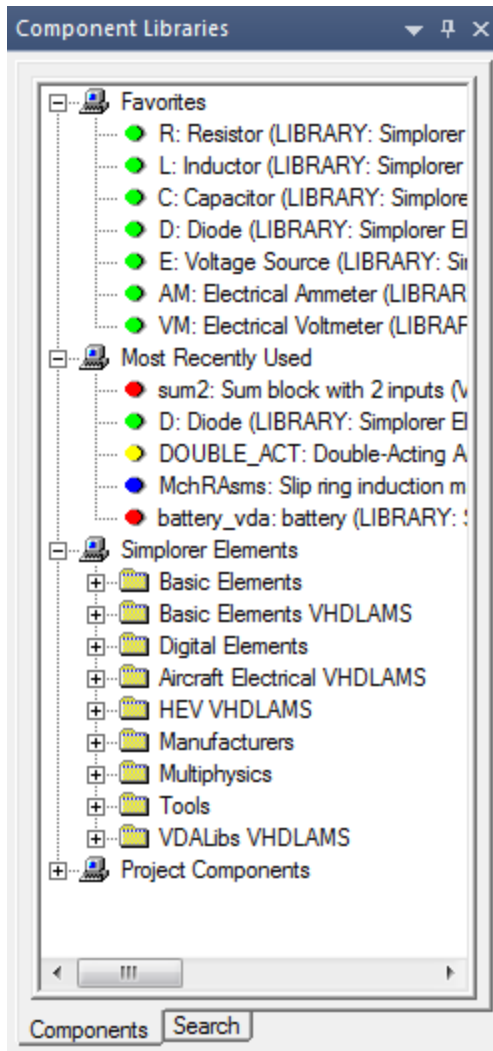 Component Libraries
Favorites
R: Resistor (LIBRARY: Simplorer
L: Inductor (LIBRARY: Simplorer
C: Capacitor (LIBRARY: Simplore
D: Diode (LIBRARY: Simplorer El
E: Voltage Source (LIBRARY: Si
AM: Electrical Ammeter (LIBRAR
VM: Electrical Voltmeter (LIBRA
Most Recently Used
sum2: Sum block with 2 inputs (V
D: Diode (LIBRARY: Simplorer El
DOUBLE_ACT: Double-Acting A
MchRAsms: Slip ring induction m
battery_vda: battery (LIBRARY:
Simplorer Elements
Basic Elements
Basic Elements VHDLAMS
Digital Elements
Aircraft Electrical VHDLAMS
HEV VHDLAMS
Manufacturers
Multiphysics
Tools
VDALibs VHDLAMS
Project Components
Components Search